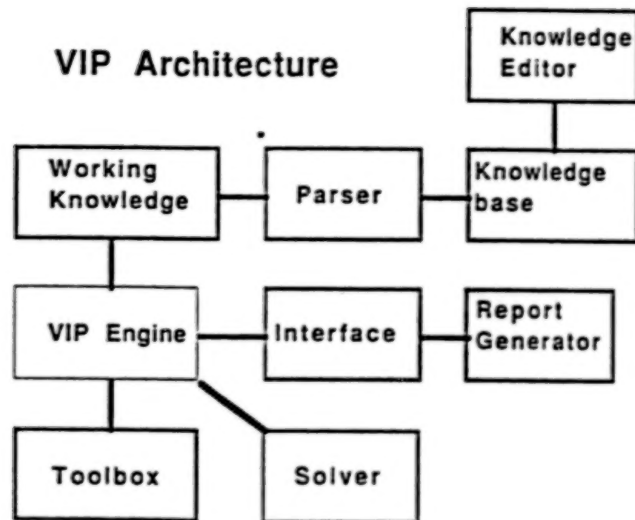 VIP Architecture
Knowledge
Editor
Working
Knowledge
Parser
Knowledge
base
VIP Engine
Interface
Report
Generator
Toolbox
Solver